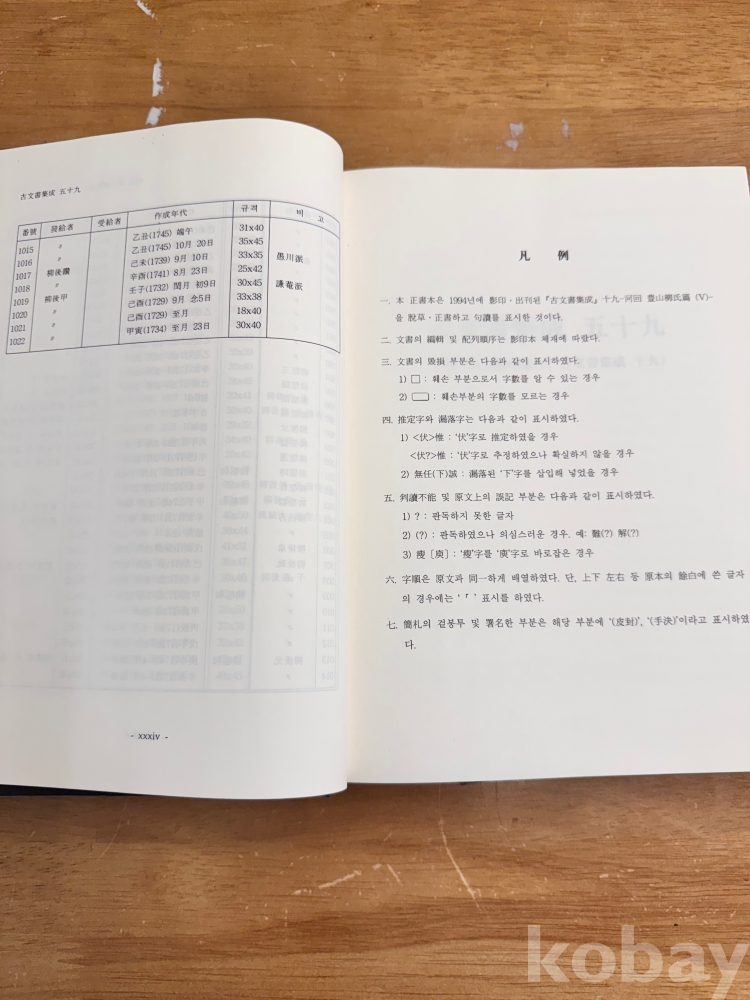 古文書集成 五十九
番號 發給者 受給者 作成年代 규격 비 고
1015 〃 乙丑(1745) 端午 31x40
1016 〃 乙丑(1745) 10月 20日 35x45
1017 柳後讚 己未(1739) 9月 10日 33x35 愚川派
1018 〃 辛酉(1741) 8月 23日 25x42
1019 柳後甲 壬子(1732) 閏月 初9日 30x45 謙菴派
1020 〃 己酉(1729) 9月 念5日 33x38
1021 〃 己酉(1729) 至月 18x40
1022 〃 甲寅(1734) 至月 23日 30x40
- xxxiv -
凡 例
一. 本 正書本은 1994년에 影印·出刊된 『古文書集成』 十九-河回 豊山柳氏篇 (Ⅴ)-
을 脫草·正書하고 句讀를 표시한 것이다.
二. 文書의 編輯 및 配列順序는 影印本 체재에 따랐다.
三. 文書의 毁損 부분은 다음과 같이 표시하였다.
1) □ : 훼손 부분으로서 字數를 알 수 있는 경우
2) ▭ : 훼손부분의 字數를 모르는 경우
四. 推定字와 漏落字는 다음과 같이 표시하였다.
1) <伏>惟 : '伏'字로 推定하였을 경우
<伏?>惟 : '伏'字로 추정하였으나 확실하지 않을 경우
2) 無任(下)誠 : 漏落된 '下'字를 삽입해 넣었을 경우
五. 判讀不能 및 原文上의 誤記 부분은 다음과 같이 표시하였다.
1) ? : 판독하지 못한 글자
2) (?) : 판독하였으나 의심스러운 경우. 예: 難(?) 解(?)
3) 瘦〔庾〕: '瘦'字를 '庾'字로 바로잡은 경우
六. 字順은 原文과 同一하게 배열하였다. 단, 上下 左右 등 原本의 餘白에 쓴 글자
의 경우에는 '「 ' 표시를 하였다.
七. 簡札의 겉봉투 및 署名한 부분은 해당 부분에 '(皮封)', '(手決)'이라고 표시하였
다.
kobay